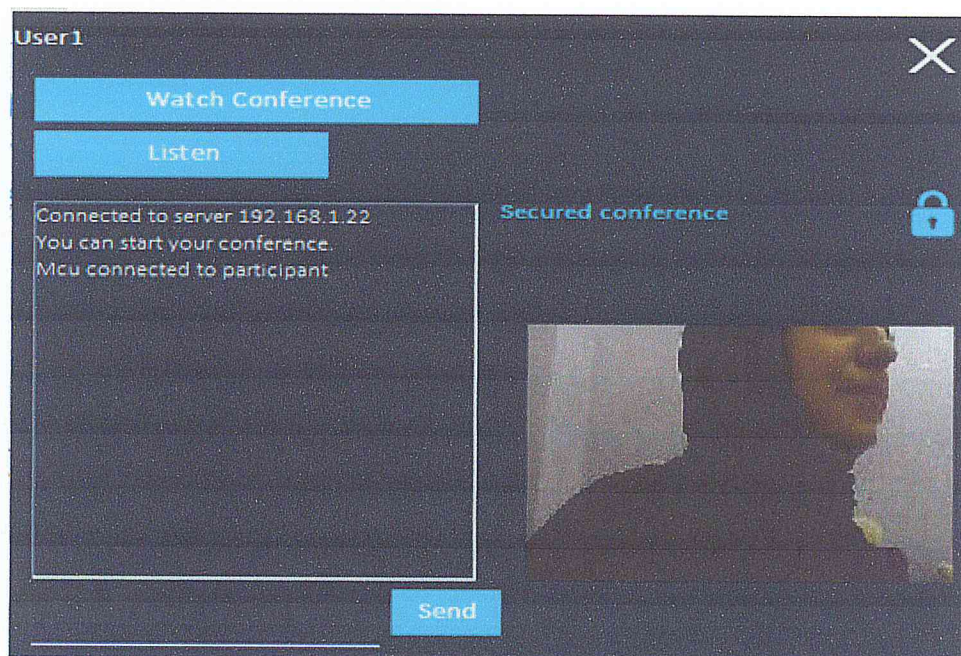 User1
Watch Conference
Listen
Connected to server 192.168.1.22
You can start your conference.
Mcu connected to participant
Secured conference
Send